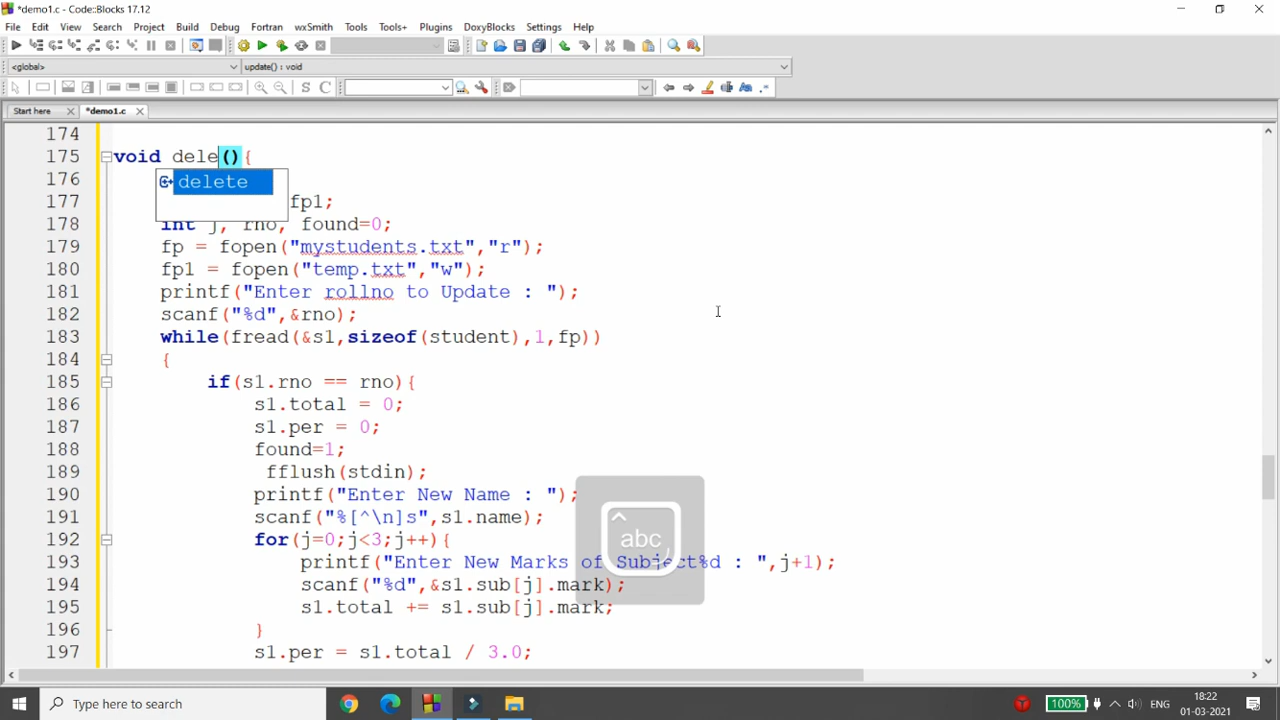 *demo1.c - Code::Blocks 17.12
File Edit View Search Project Build Debug Fortran wxSmith Tools Tools+ Plugins DoxyBlocks Settings Help
<global> update() : void
Start here *demo1.c
174
175 void dele(){
176 delete
177 fp1;
178 int j, rno, found=0;
179 fp = fopen("mystudents.txt","r");
180 fp1 = fopen("temp.txt","w");
181 printf("Enter rollno to Update : ");
182 scanf("%d",&rno);
183 while(fread(&s1,sizeof(student),1,fp))
184 {
185 if(s1.rno == rno){
186 s1.total = 0;
187 s1.per = 0;
188 found=1;
189 fflush(stdin);
190 printf("Enter New Name : ");
191 scanf("%[^\n]s",s1.name);
192 for(j=0;j<3;j++){
193 printf("Enter New Marks of Subject%d : ",j+1);
194 scanf("%d",&s1.sub[j].mark);
195 s1.total += s1.sub[j].mark;
196 }
197 s1.per = s1.total / 3.0;
abc
Type here to search 100% ENG 18:22
01-03-2021